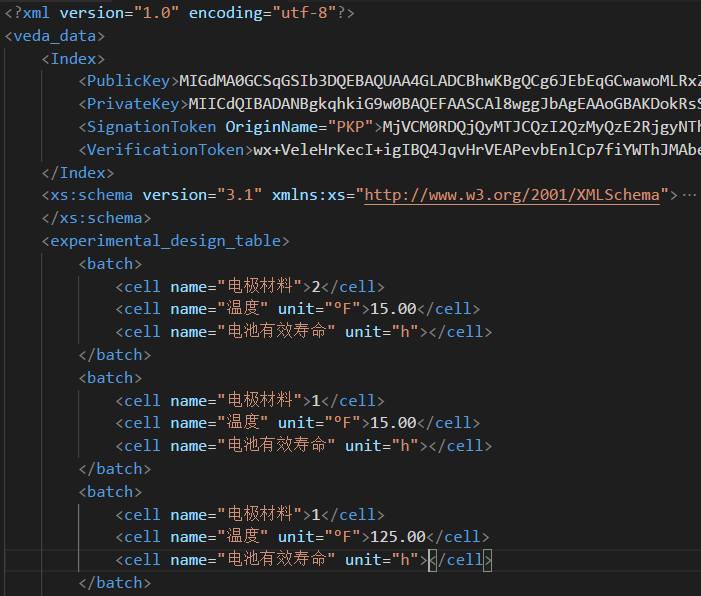 <?xml version="1.0" encoding="utf-8"?>
<veda_data>
<Index>
<PublicKey>MIGdMA0GCSqGSIb3DQEBAQUAA4GLADCBhwKBgQCg6JEbEqGCwawoMLRxZ
<PrivateKey>MIICdQIBADANBgkqhkiG9w0BAQEFAASCAl8wggJbAgEAAoGBAKDokRsS
<SignationToken OriginName="PKP">MjVCM0RDQjQyMTJCQzI2QzMyQzE2RjgyNTh
<VerificationToken>wx+VeleHrKecI+igIBQ4JqvHrVEAPevbEnlCp7fiYWThJMAbe
</Index>
<xs:schema version="3.1" xmlns:xs="http://www.w3.org/2001/XMLSchema">…
</xs:schema>
<experimental_design_table>
<batch>
<cell name="电极材料">2</cell>
<cell name="温度" unit="ºF">15.00</cell>
<cell name="电池有效寿命" unit="h"></cell>
</batch>
<batch>
<cell name="电极材料">1</cell>
<cell name="温度" unit="ºF">15.00</cell>
<cell name="电池有效寿命" unit="h"></cell>
</batch>
<batch>
<cell name="电极材料">1</cell>
<cell name="温度" unit="ºF">125.00</cell>
<cell name="电池有效寿命" unit="h"></cell>
</batch>